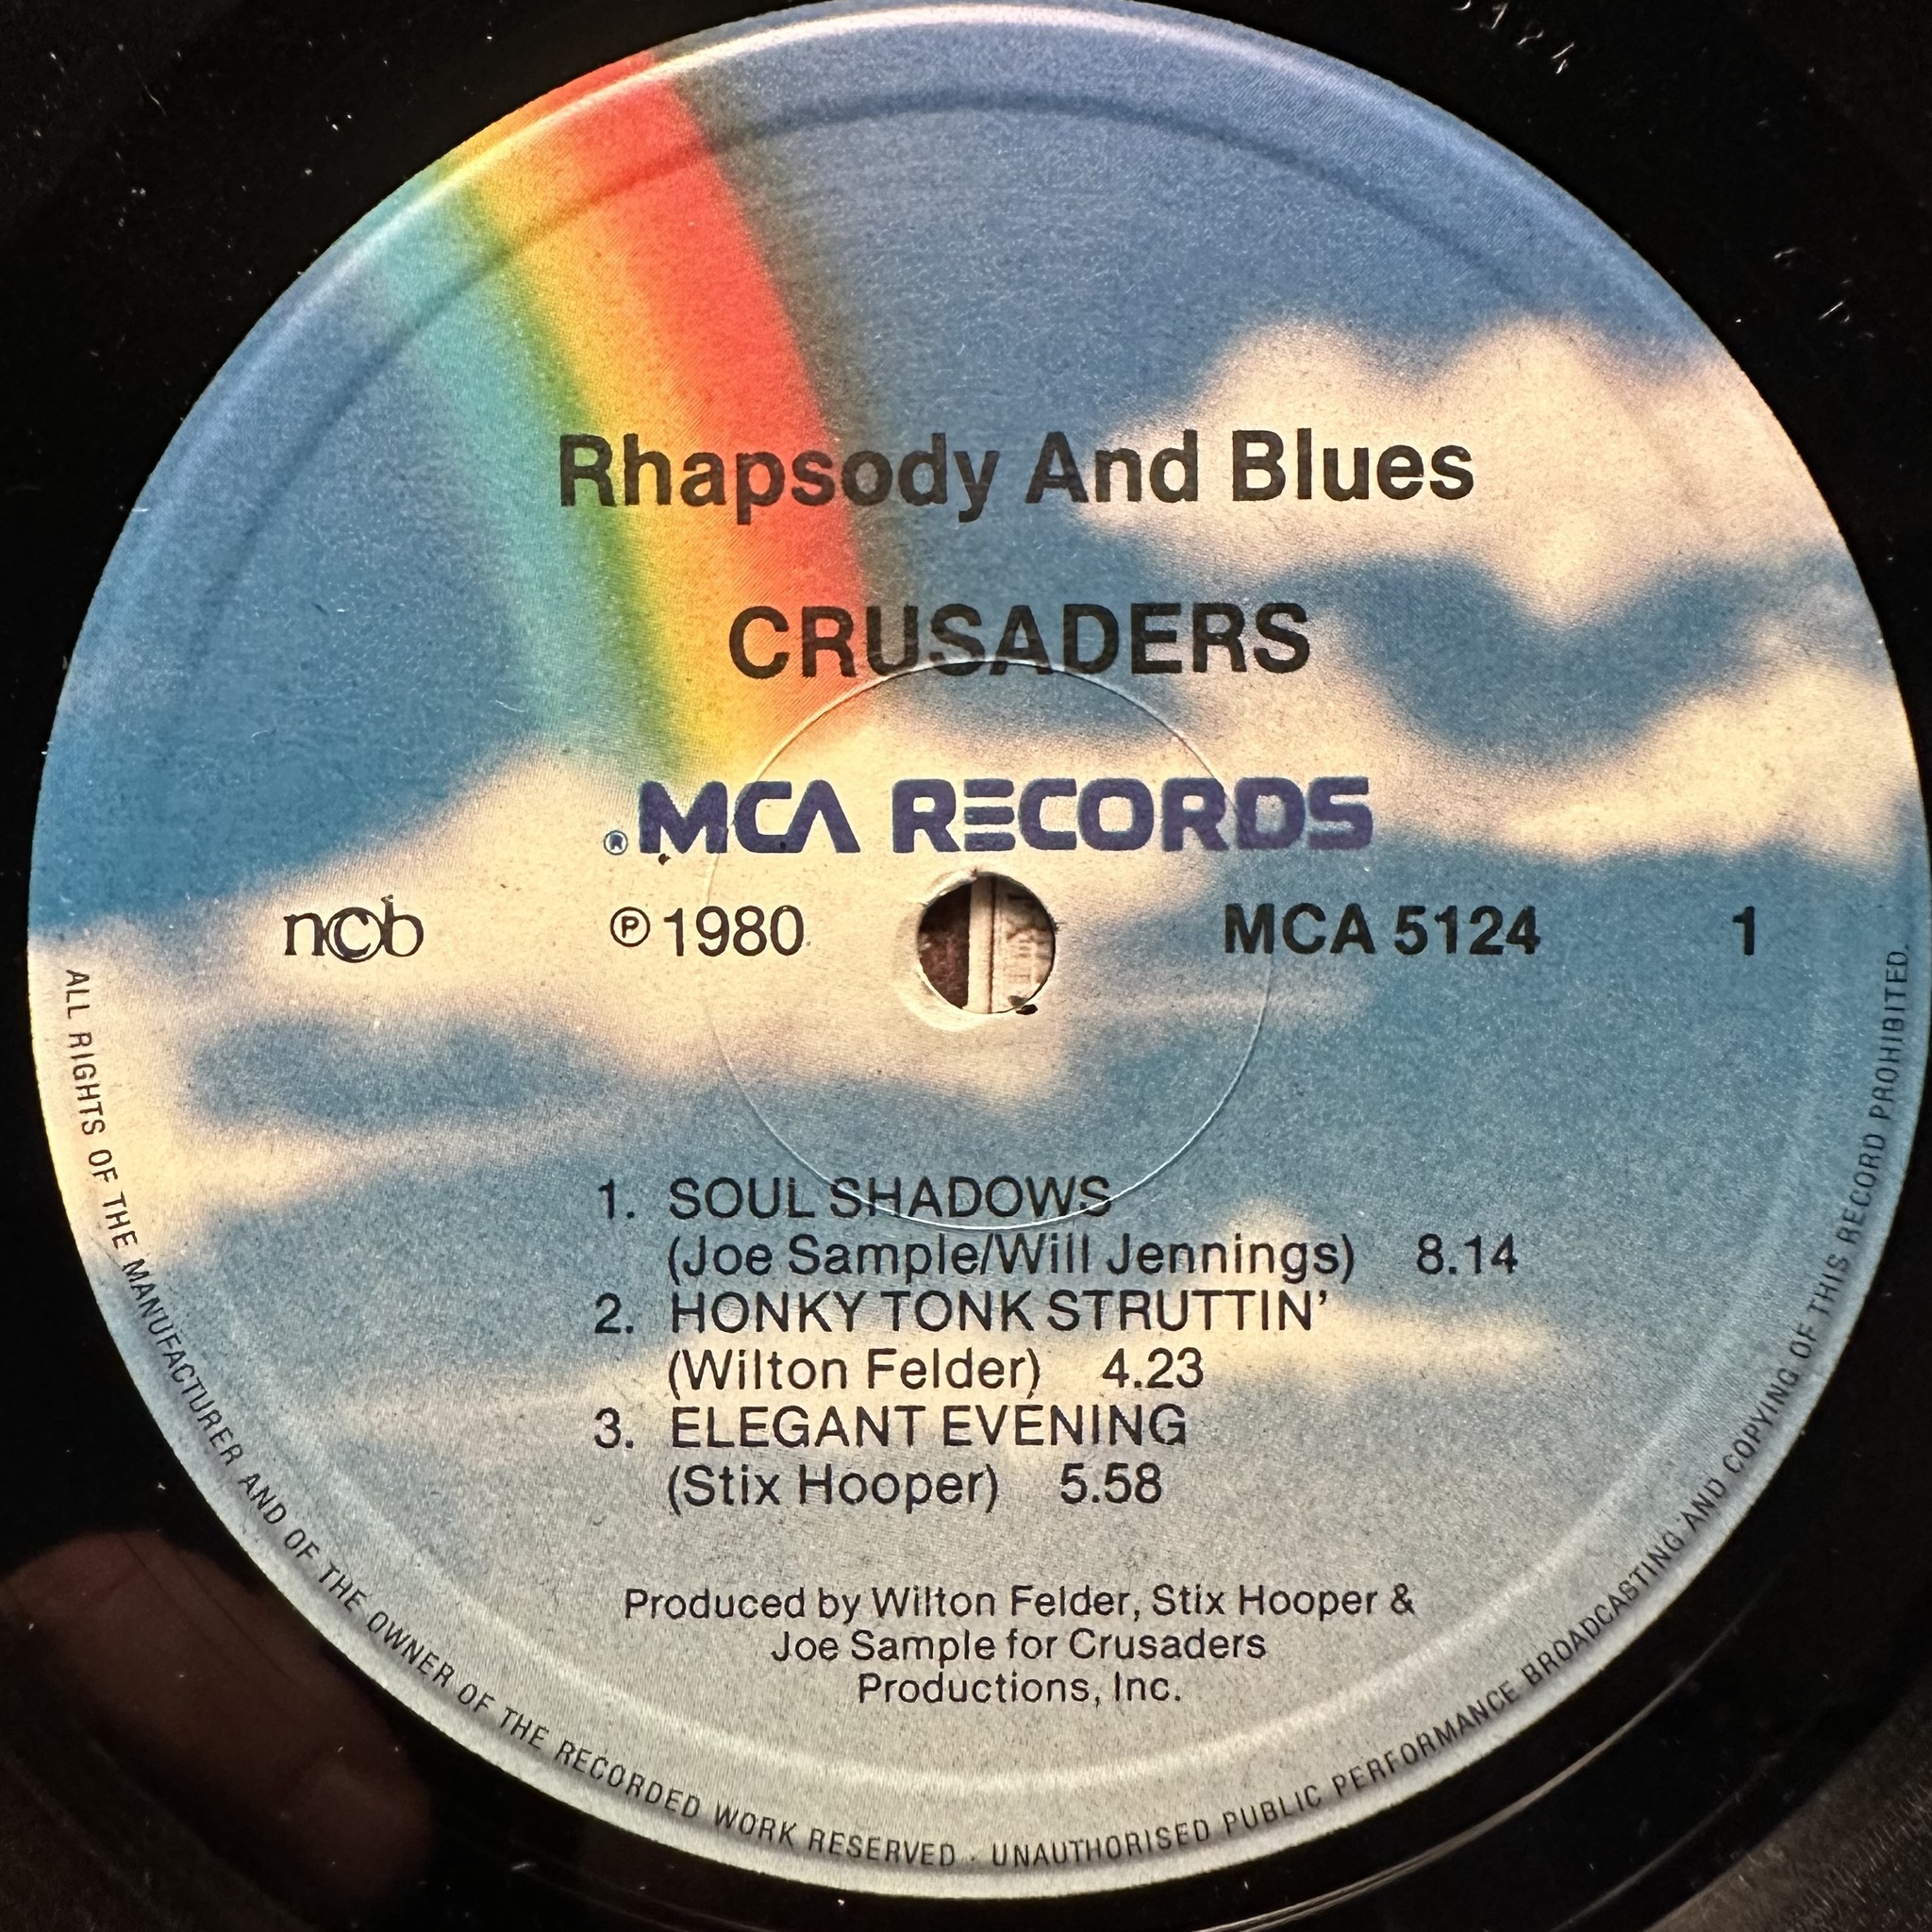 Rhapsody And Blues
CRUSADERS
® MCA RECORDS
ncb
℗ 1980
MCA 5124
1
1. SOUL SHADOWS
(Joe Sample/Will Jennings) 8.14
2. HONKY TONK STRUTTIN’
(Wilton Felder) 4.23
3. ELEGANT EVENING
(Stix Hooper) 5.58
Produced by Wilton Felder, Stix Hooper &
Joe Sample for Crusaders
Productions, Inc.
ALL RIGHTS OF THE MANUFACTURER AND OF THE OWNER OF THE RECORDED WORK RESERVED · UNAUTHORISED PUBLIC PERFORMANCE BROADCASTING AND COPYING OF THIS RECORD PROHIBITED.